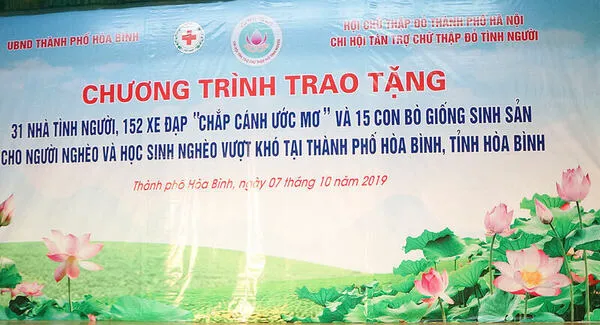 UBND THÀNH PHỐ HÒA BÌNH
HỘI CHỮ THẬP ĐỎ THÀNH PHỐ HÀ NỘI
CHI HỘI TÁN TRỢ CHỮ THẬP ĐỎ TÌNH NGƯỜI
CHƯƠNG TRÌNH TRAO TẶNG
31 NHÀ TÌNH NGƯỜI, 152 XE ĐẠP "CHẮP CÁNH ƯỚC MƠ" VÀ 15 CON BÒ GIỐNG SINH SẢN
CHO NGƯỜI NGHÈO VÀ HỌC SINH NGHÈO VƯỢT KHÓ TẠI THÀNH PHỐ HÒA BÌNH, TỈNH HÒA BÌNH
Thành phố Hòa Bình, ngày 07 tháng 10 năm 2019